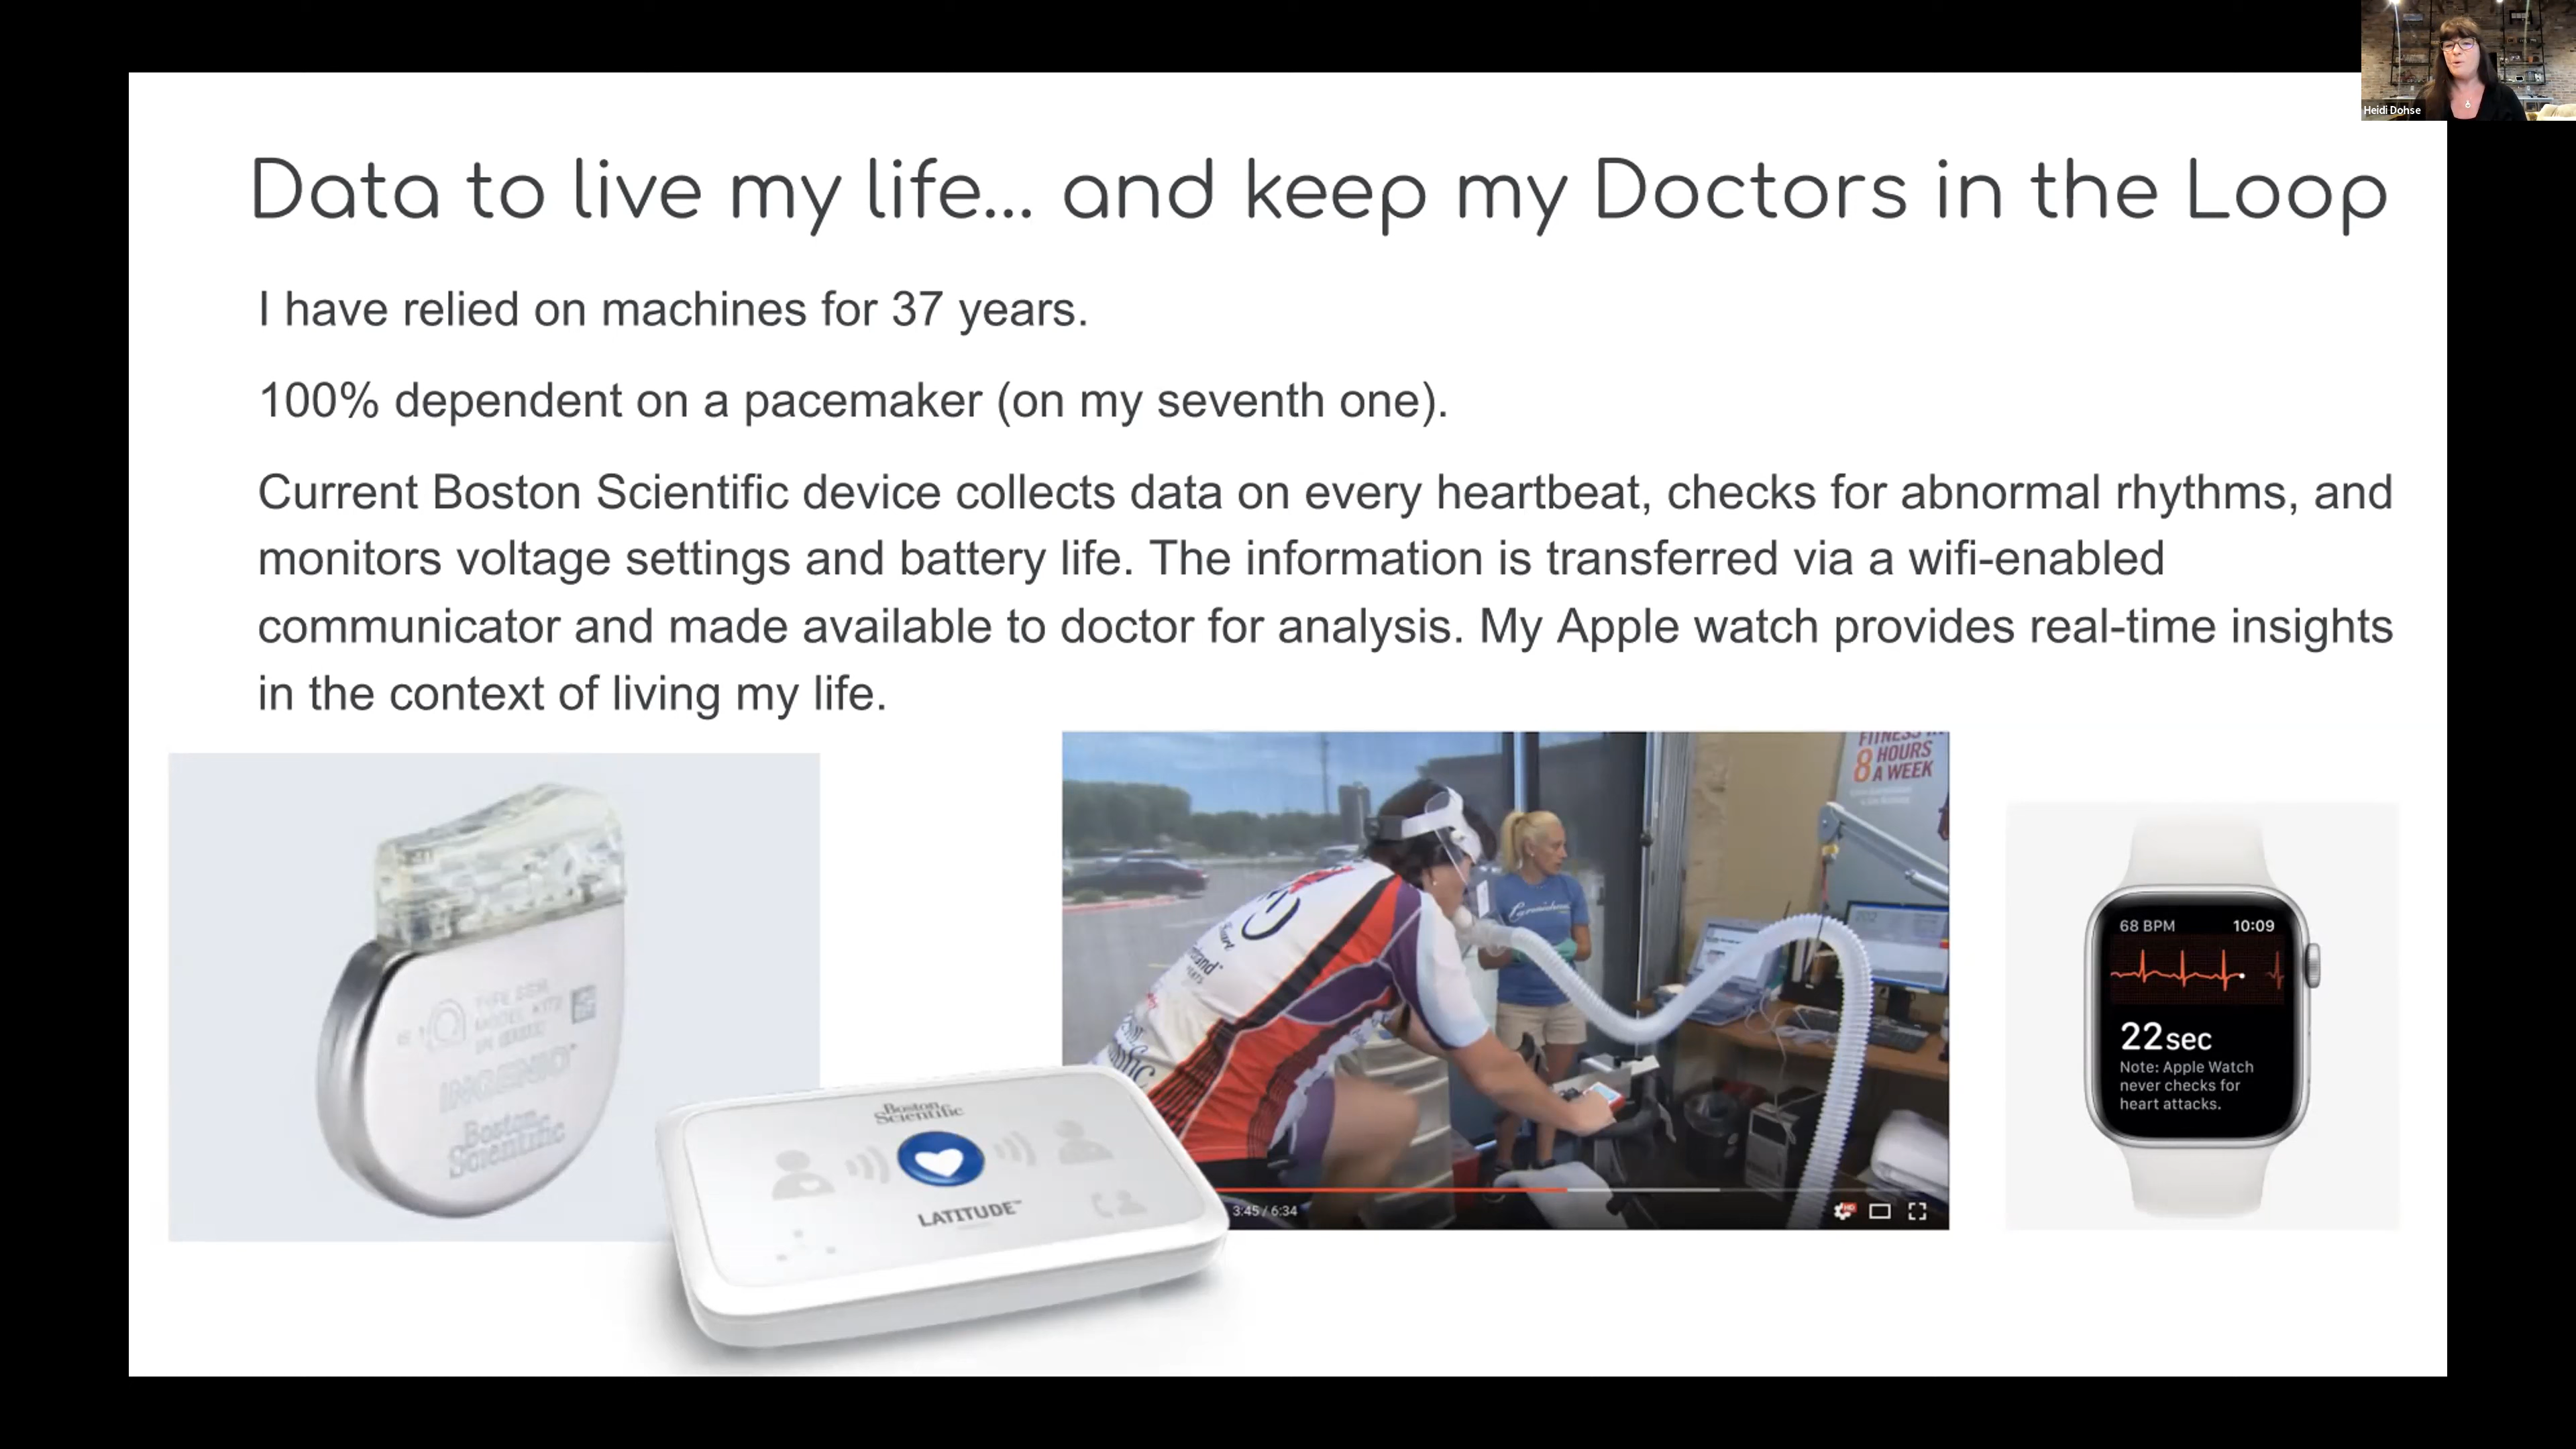 Heidi Dohse
Data to live my life... and keep my Doctors in the Loop
I have relied on machines for 37 years.
100% dependent on a pacemaker (on my seventh one).
Current Boston Scientific device collects data on every heartbeat, checks for abnormal rhythms, and
monitors voltage settings and battery life. The information is transferred via a wifi-enabled
communicator and made available to doctor for analysis. My Apple watch provides real-time insights
in the context of living my life.
INGENIO
Boston
Scientific
Boston
Scientific
LATITUDE™
8 HOURS
A WEEK
3:45 / 6:34
HD
68 BPM 10:09
22sec
Note: Apple Watch
never checks for
heart attacks.